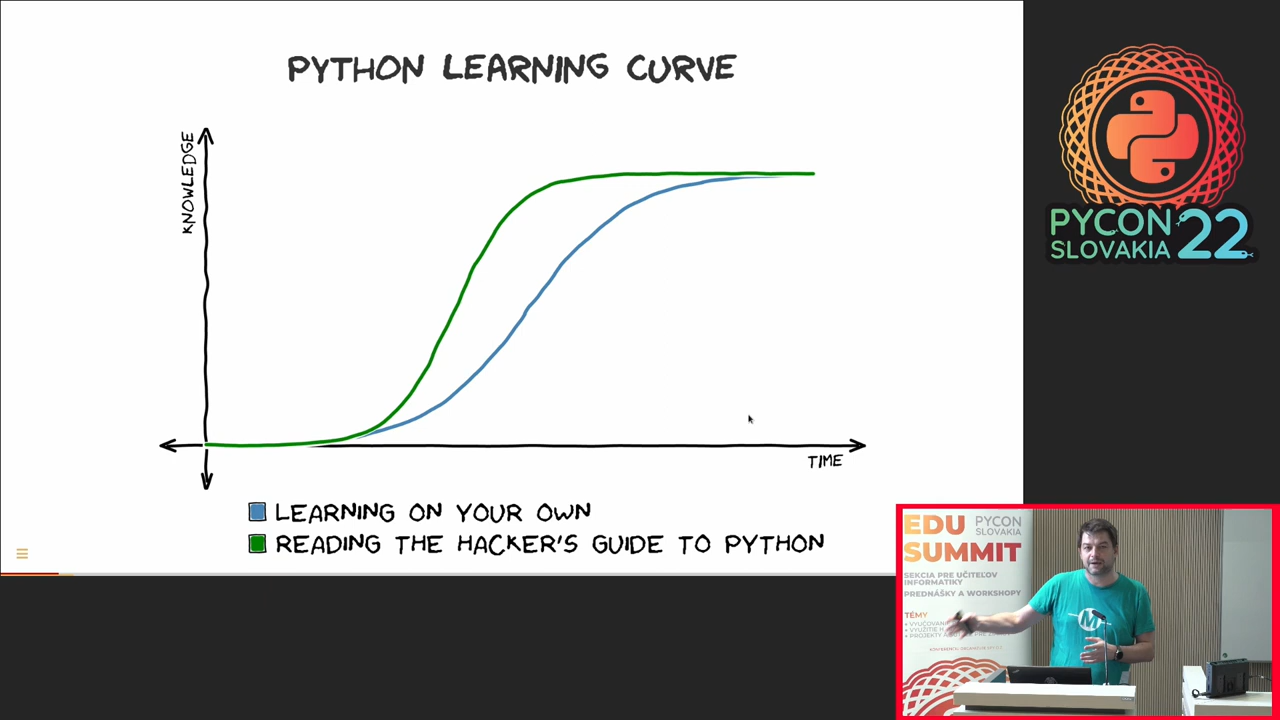 PYTHON LEARNING CURVE
KNOWLEDGE
TIME
LEARNING ON YOUR OWN
READING THE HACKER'S GUIDE TO PYTHON
PYCON 22
SLOVAKIA
EDU PYCON
SLOVAKIA
SUMMIT
SEKCIA PRE UČITEĽOV
INFORMATIKY
PREDNÁŠKY A WORKSHOPY
TÉMY
M